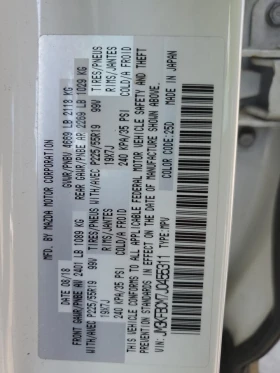 MFD. BY MAZDA MOTOR CORPORATION
08/18 GVWR/PNBV 4669 LB 2118 KG
FRONT GAWR/PNBE AV 2401 LB 1089 KG REAR GAWR/PNBE AR 2269 LB 1029 KG
WITH/AVEC P225/55R19 99V TIRES/PNEUS WITH/AVEC P225/55R19 99V TIRES/PNEUS
19X7J RIMS/JANTES 19X7J RIMS/JANTES
240 KPA/35 PSI COLD/A FROID 240 KPA/35 PSI COLD/A FROID
THIS VEHICLE CONFORMS TO ALL APPLICABLE FEDERAL MOTOR VEHICLE SAFETY AND THEFT
PREVENTION STANDARDS IN EFFECT ON THE DATE OF MANUFACTURE SHOWN ABOVE.
TYPE:MPV MADE IN JAPAN
COLOR CODE:25D